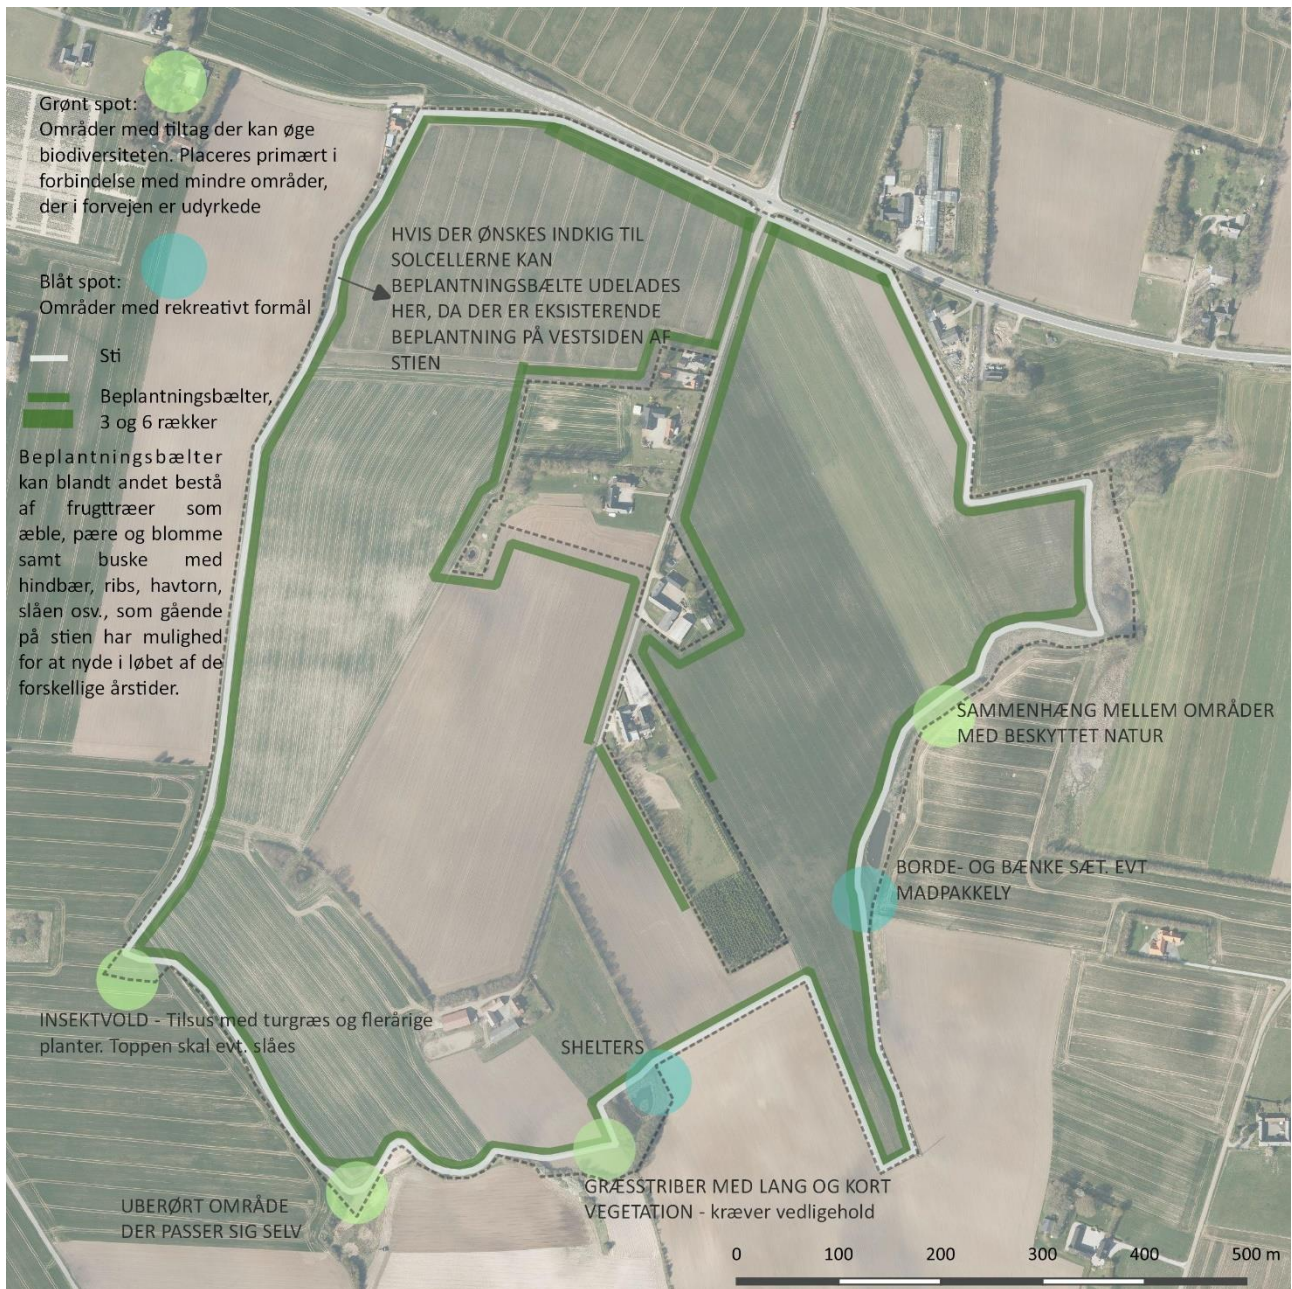 Grønt spot:
Områder med tiltag der kan øge
biodiversiteten. Placeres primært i
forbindelse med mindre områder,
der i forvejen er udyrkede
Blåt spot:
Områder med rekreativt formål
Sti
Beplantningsbælter,
3 og 6 rækker
Beplantningsbælter
kan blandt andet bestå
af frugttræer som
æble, pære og blomme
samt buske med
hindbær, ribs, havtorn,
slåen osv., som gående
på stien har mulighed
for at nyde i løbet af de
forskellige årstider.
HVIS DER ØNSKES INDKIG TIL
SOLCELLERNE KAN
BEPLANTNINGSBÆLTE UDELADES
HER, DA DER ER EKSISTERENDE
BEPLANTNING PÅ VESTSIDEN AF
STIEN
SAMMENHÆNG MELLEM OMRÅDER
MED BESKYTTET NATUR
BORDE- OG BÆNKE SÆT. EVT
MADPAKKELY
INSEKTVOLD - Tilsus med turgræs og flerårige
planter. Toppen skal evt. slåes
SHELTERS
GRÆSSTRIBER MED LANG OG KORT
VEGETATION - kræver vedligehold
UBERØRT OMRÅDE
DER PASSER SIG SELV
0 100 200 300 400 500 m